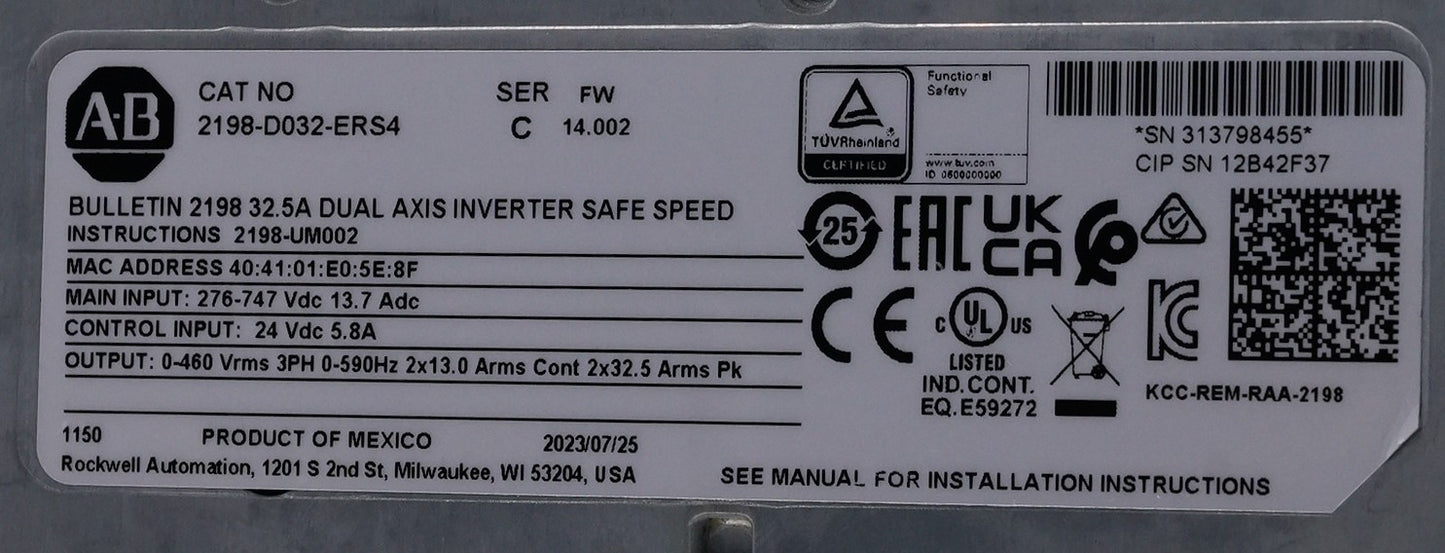 A-B
CAT NO
2198-D032-ERS4
SER
C
FW
14.002
BULLETIN 2198 32.5A DUAL AXIS INVERTER SAFE SPEED
INSTRUCTIONS 2198-UM002
MAC ADDRESS 40:41:01:E0:5E:8F
MAIN INPUT: 276-747 Vdc 13.7 Adc
CONTROL INPUT: 24 Vdc 5.8A
OUTPUT: 0-460 Vrms 3PH 0-590Hz 2x13.0 Arms Cont 2x32.5 Arms Pk
1150
PRODUCT OF MEXICO
2023/07/25
Rockwell Automation, 1201 S 2nd St, Milwaukee, WI 53204, USA
TÜVRheinland
CERTIFIED
Functional
Safety
www.tuv.com
ID 0600000000
*SN 313798455*
CIP SN 12B42F37
25
EAC
UK
CA
CE
C UL US
LISTED
IND.CONT.
EQ.E59272
KC
KCC-REM-RAA-2198
SEE MANUAL FOR INSTALLATION INSTRUCTIONS